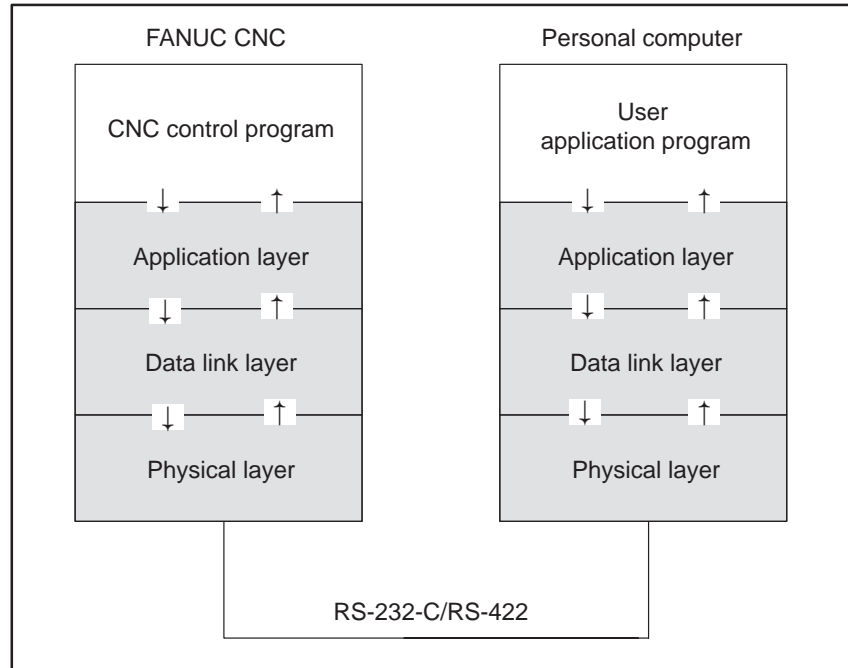 FANUC CNC
Personal computer
CNC control program
User
application program
↓ ↑
↓ ↑
Application layer
Application layer
↓ ↑
↓ ↑
Data link layer
Data link layer
↓ ↑
↓ ↑
Physical layer
Physical layer
RS-232-C/RS-422